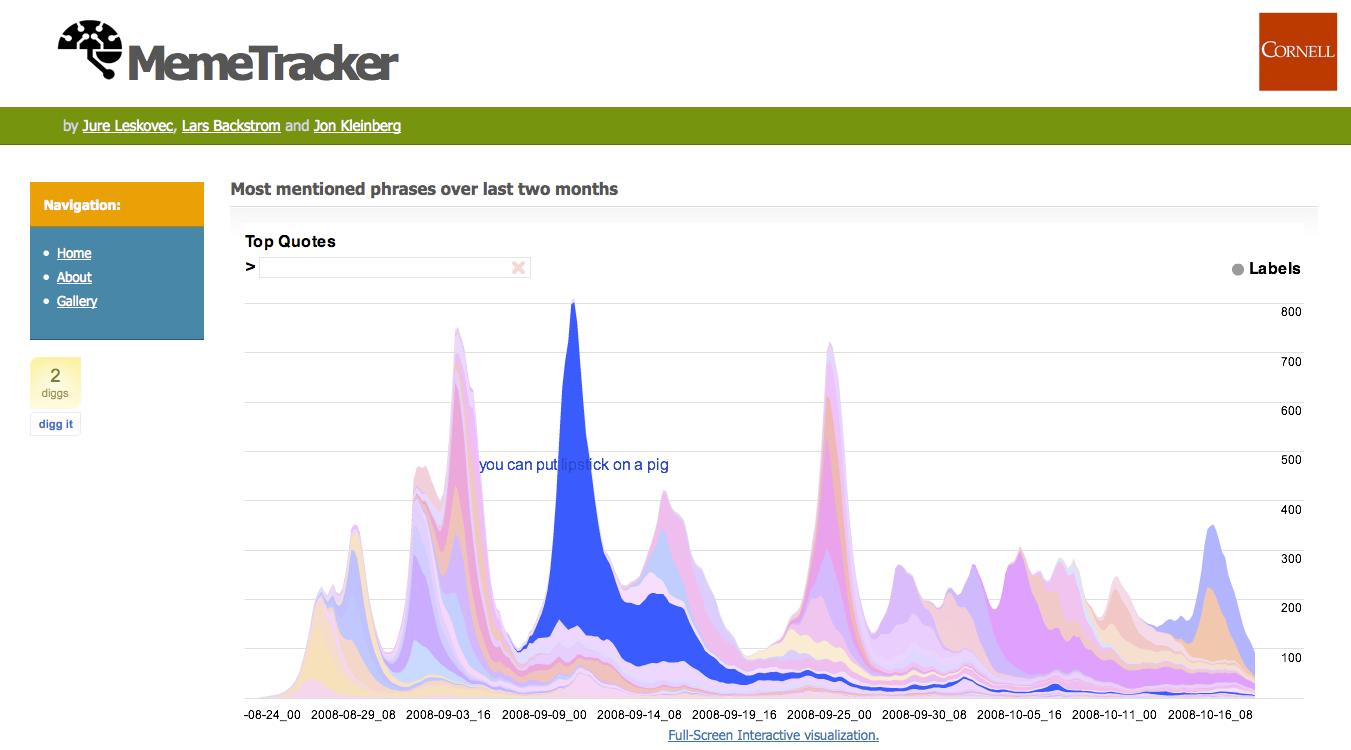 MemeTracker
CORNELL
by Jure Leskovec, Lars Backstrom and Jon Kleinberg
Navigation:
Home
About
Gallery
2
diggs
digg it
Most mentioned phrases over last two months
Top Quotes
>
Labels
800
700
600
500
400
300
200
100
you can put lipstick on a pig
-08-24_00 2008-08-29_08 2008-09-03_16 2008-09-09_00 2008-09-14_08 2008-09-19_16 2008-09-25_00 2008-09-30_08 2008-10-05_16 2008-10-11_00 2008-10-16_08
Full-Screen Interactive visualization.